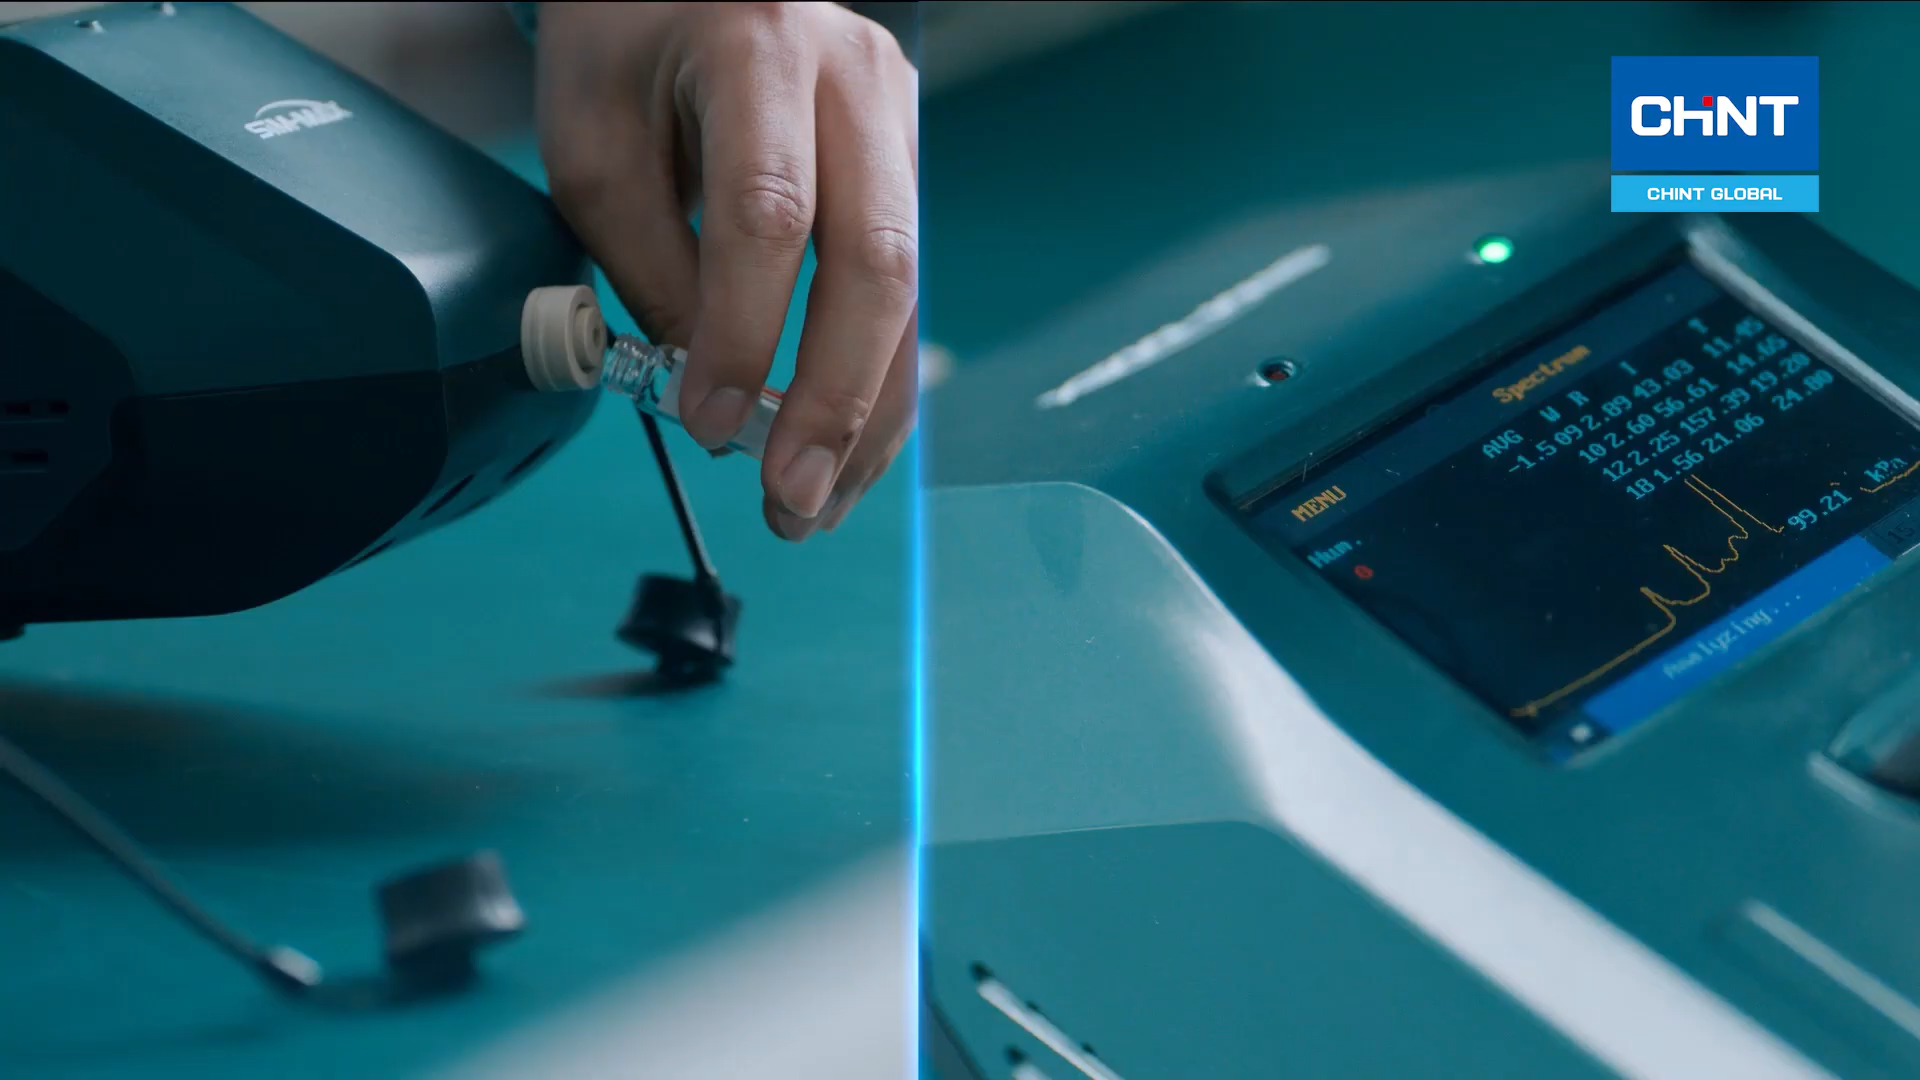 CHINT
CHINT GLOBAL
Spectrum
AVG W R T T
-1.5 09 2.89 43.03 11.45
10 2.60 56.61 14.65
12 2.25 157.39 19.20
18 1.56 21.06 24.00
MENU
Hum.
99.21 kPa
Analyzing...